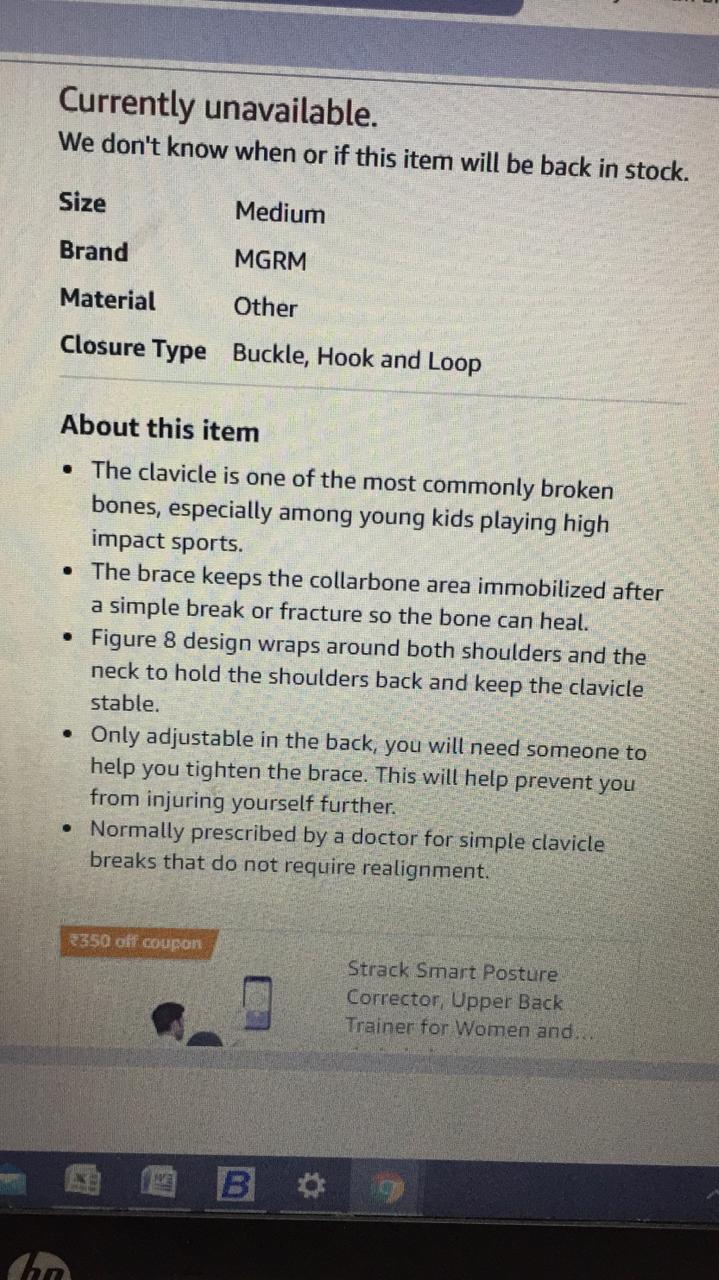 Currently unavailable.
We don't know when or if this item will be back in stock.
Size Medium
Brand MGRM
Material Other
Closure Type Buckle, Hook and Loop
About this item
• The clavicle is one of the most commonly broken
bones, especially among young kids playing high
impact sports.
• The brace keeps the collarbone area immobilized after
a simple break or fracture so the bone can heal.
• Figure 8 design wraps around both shoulders and the
neck to hold the shoulders back and keep the clavicle
stable.
• Only adjustable in the back, you will need someone to
help you tighten the brace. This will help prevent you
from injuring yourself further.
• Normally prescribed by a doctor for simple clavicle
breaks that do not require realignment.
₹350 off coupon
Strack Smart Posture
Corrector, Upper Back
Trainer for Women and...
B
hp